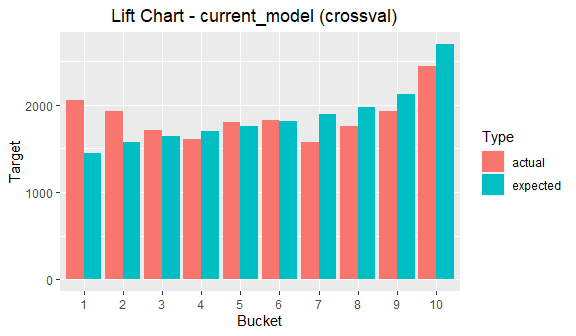 Lift Chart - current_model (crossval)
Target
2000
1000
0
1 2 3 4 5 6 7 8 9 10
Bucket
Type
actual
expected